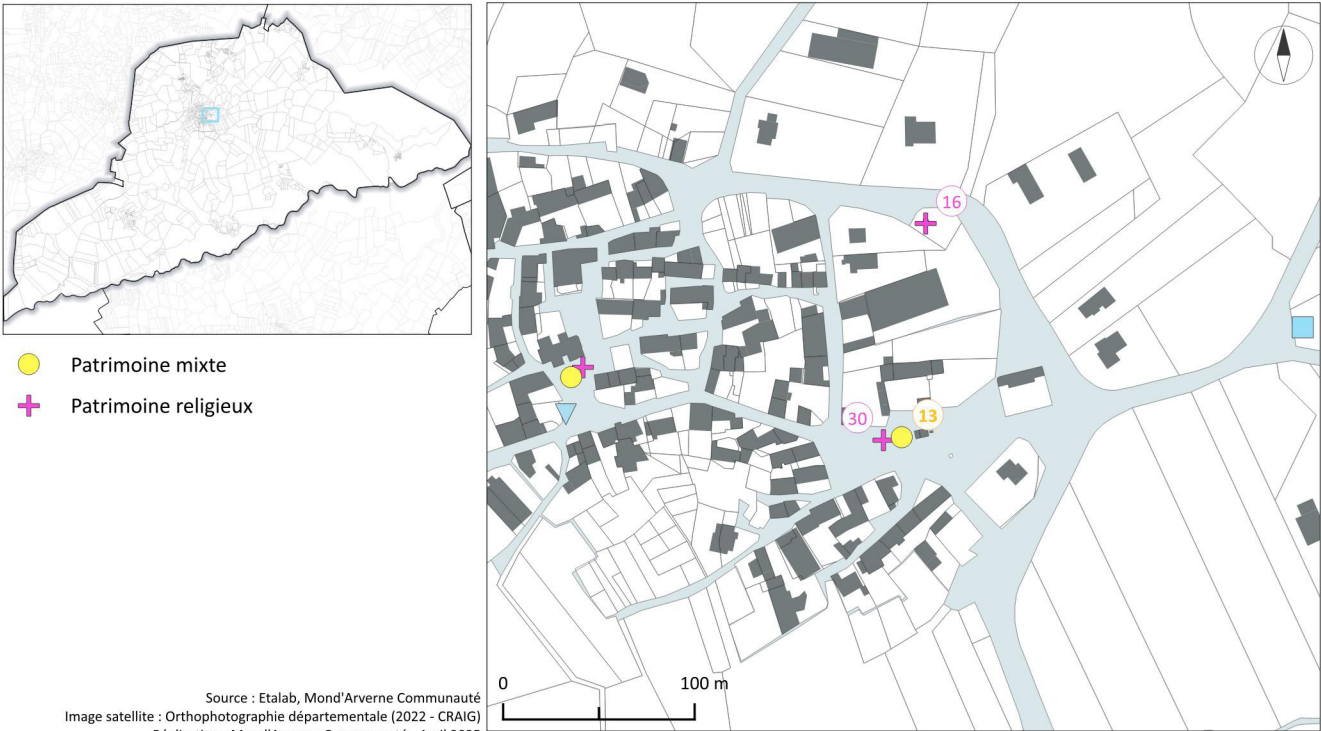 Patrimoine mixte
Patrimoine religieux
Source : Etalab, Mond'Arverne Communauté
Image satellite : Orthophotographie départementale (2022 - CRAIG)
16
30
13
0
100 m